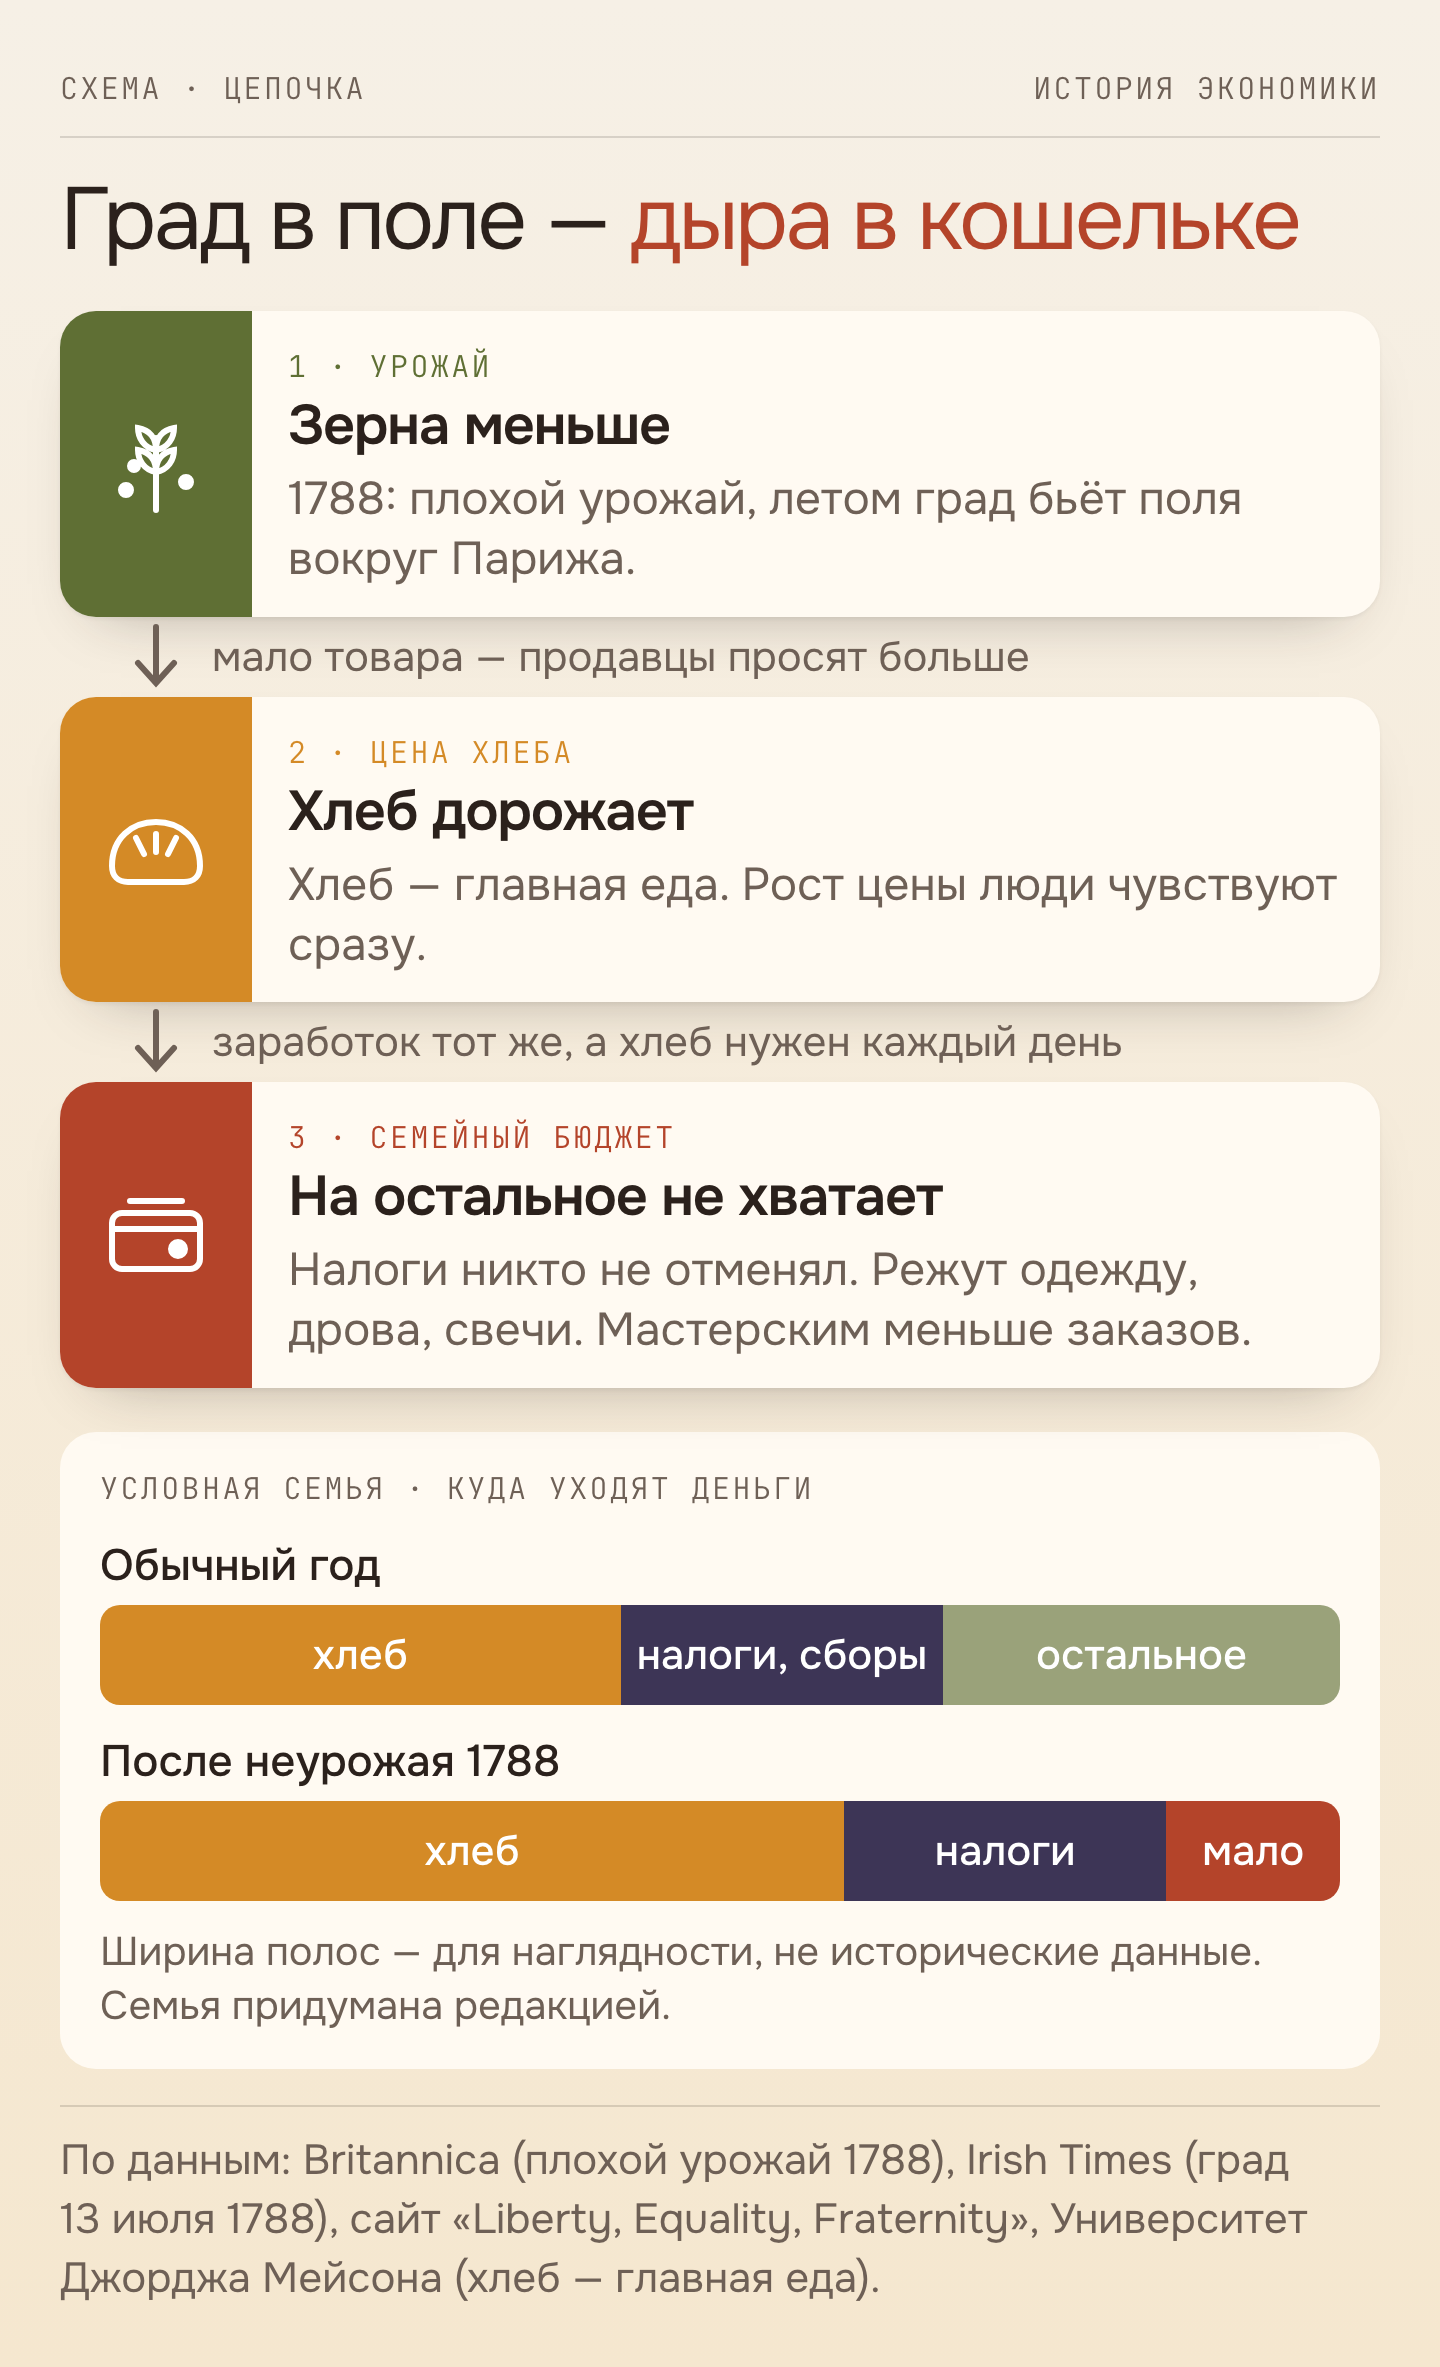 СХЕМА · ЦЕПОЧКА
ИСТОРИЯ ЭКОНОМИКИ
Град в поле — дыра в кошельке
1 · УРОЖАЙ
Зерна меньше
1788: плохой урожай, летом град бьёт поля
вокруг Парижа.
мало товара — продавцы просят больше
2 · ЦЕНА ХЛЕБА
Хлеб дорожает
Хлеб — главная еда. Рост цены люди чувствуют
сразу.
заработок тот же, а хлеб нужен каждый день
3 · СЕМЕЙНЫЙ БЮДЖЕТ
На остальное не хватает
Налоги никто не отменял. Режут одежду,
дрова, свечи. Мастерским меньше заказов.
УСЛОВНАЯ СЕМЬЯ · КУДА УХОДЯТ ДЕНЬГИ
Обычный год
хлеб
налоги, сборы
остальное
После неурожая 1788
хлеб
налоги
мало
Ширина полос — для наглядности, не исторические данные.
Семья придумана редакцией.
По данным: Britannica (плохой урожай 1788), Irish Times (град
13 июля 1788), сайт «Liberty, Equality, Fraternity», Университет
Джорджа Мейсона (хлеб — главная еда).